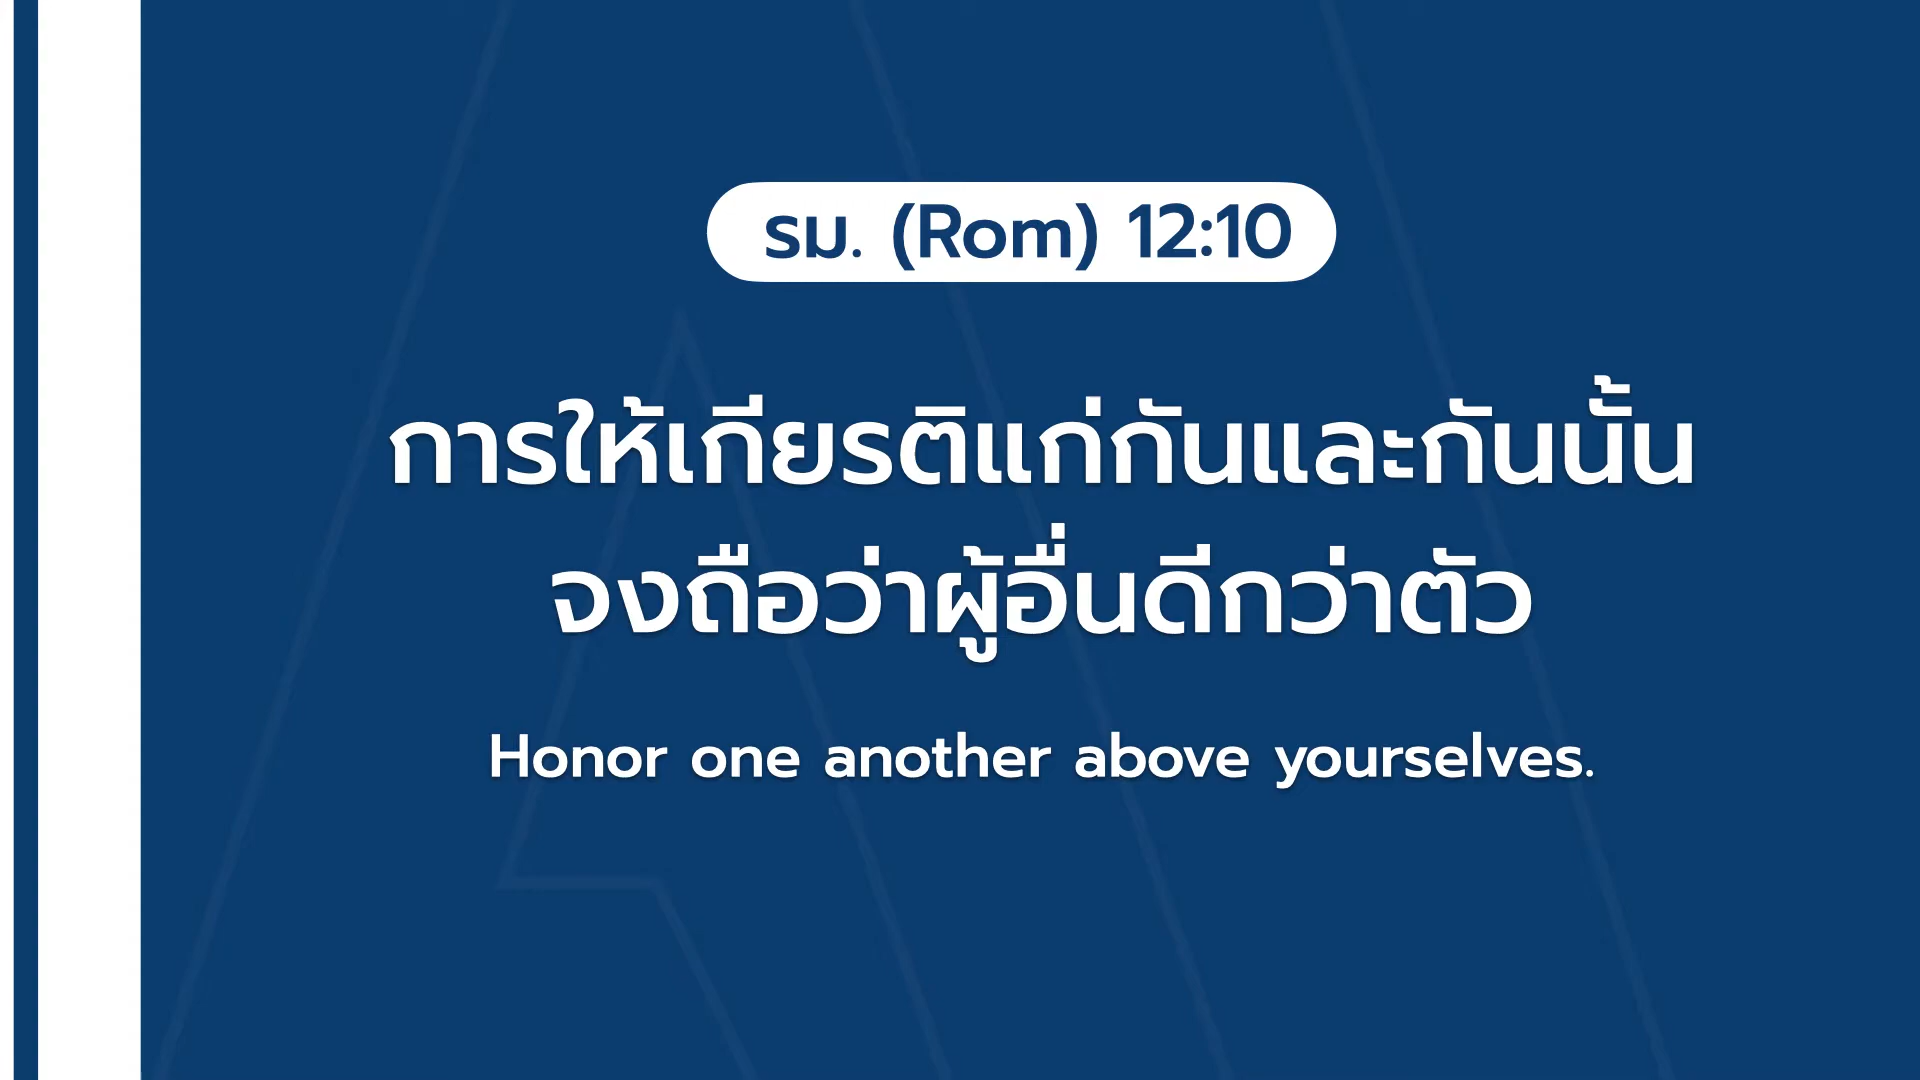 รม. (Rom) 12:10
การให้เกียรติแก่กันและกันนั้น
จงถือว่าผู้อื่นดีกว่าตัว
Honor one another above yourselves.